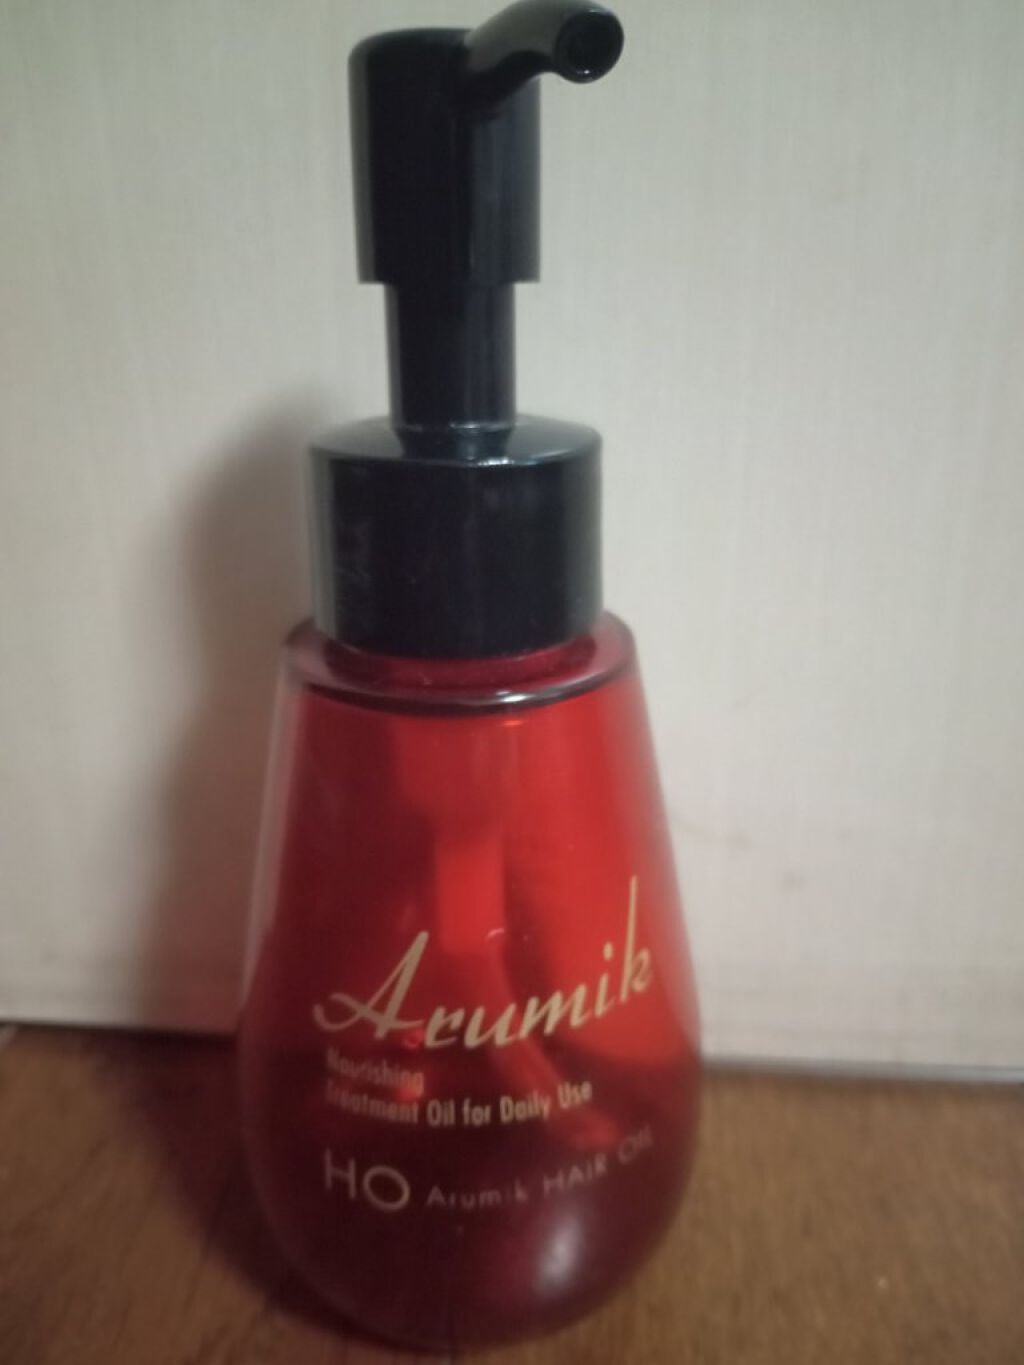 Arumik
Nourishing
Treatment Oil for Daily Use
HO Arumik HAIR OIL